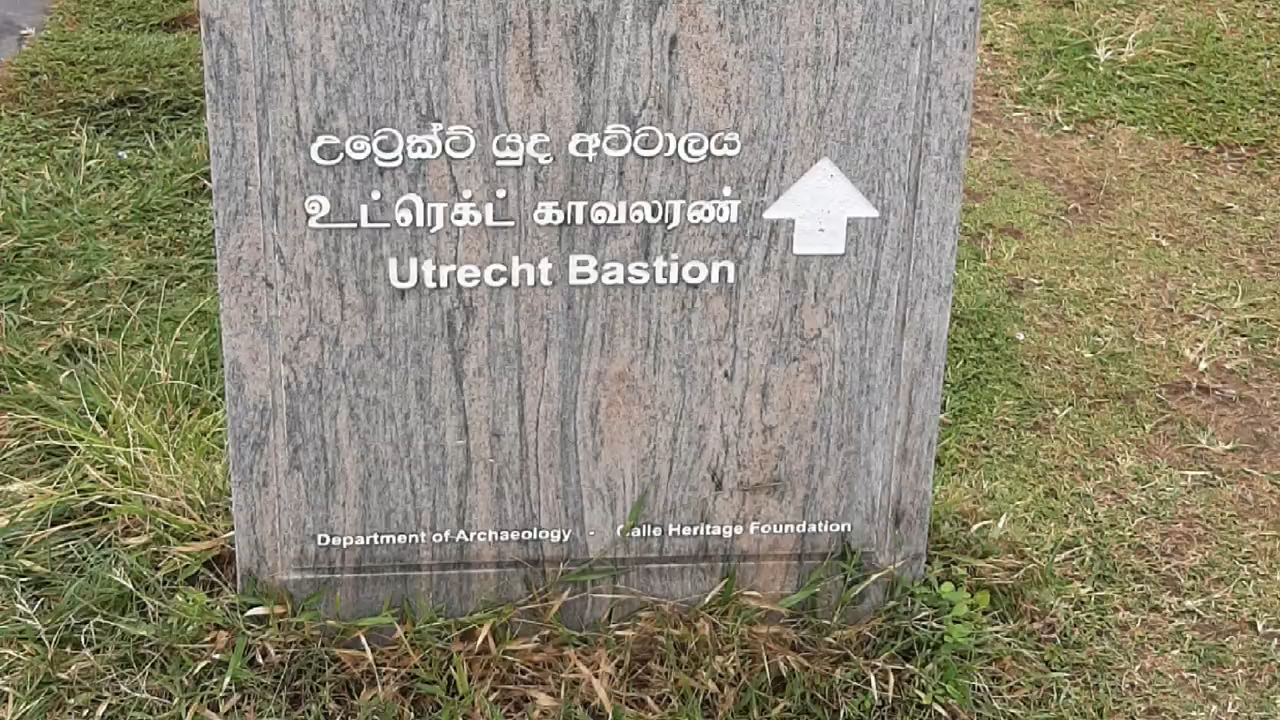 උට්‍රෙක්ට් යුද අට්ටාලය
உட்ரெக்ட் காவலரண்
Utrecht Bastion
Department of Archaeology - Galle Heritage Foundation